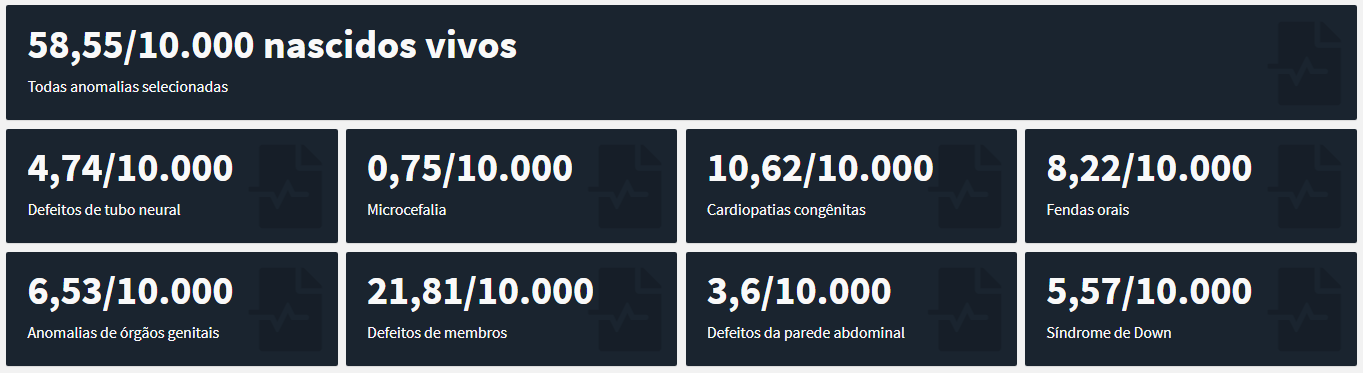 58,55/10.000 nascidos vivos
Todas anomalias selecionadas
4,74/10.000
Defeitos de tubo neural
0,75/10.000
Microcefalia
10,62/10.000
Cardiopatias congênitas
8,22/10.000
Fendas orais
6,53/10.000
Anomalias de órgãos genitais
21,81/10.000
Defeitos de membros
3,6/10.000
Defeitos da parede abdominal
5,57/10.000
Síndrome de Down